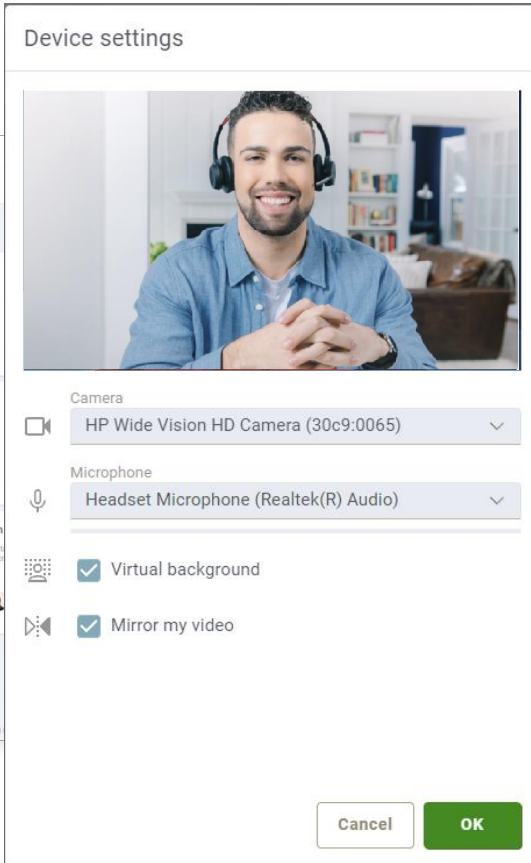 Device settings
Camera
HP Wide Vision HD Camera (30c9:0065)
Microphone
Headset Microphone (Realtek(R) Audio)
Virtual background
Mirror my video
Cancel
OK